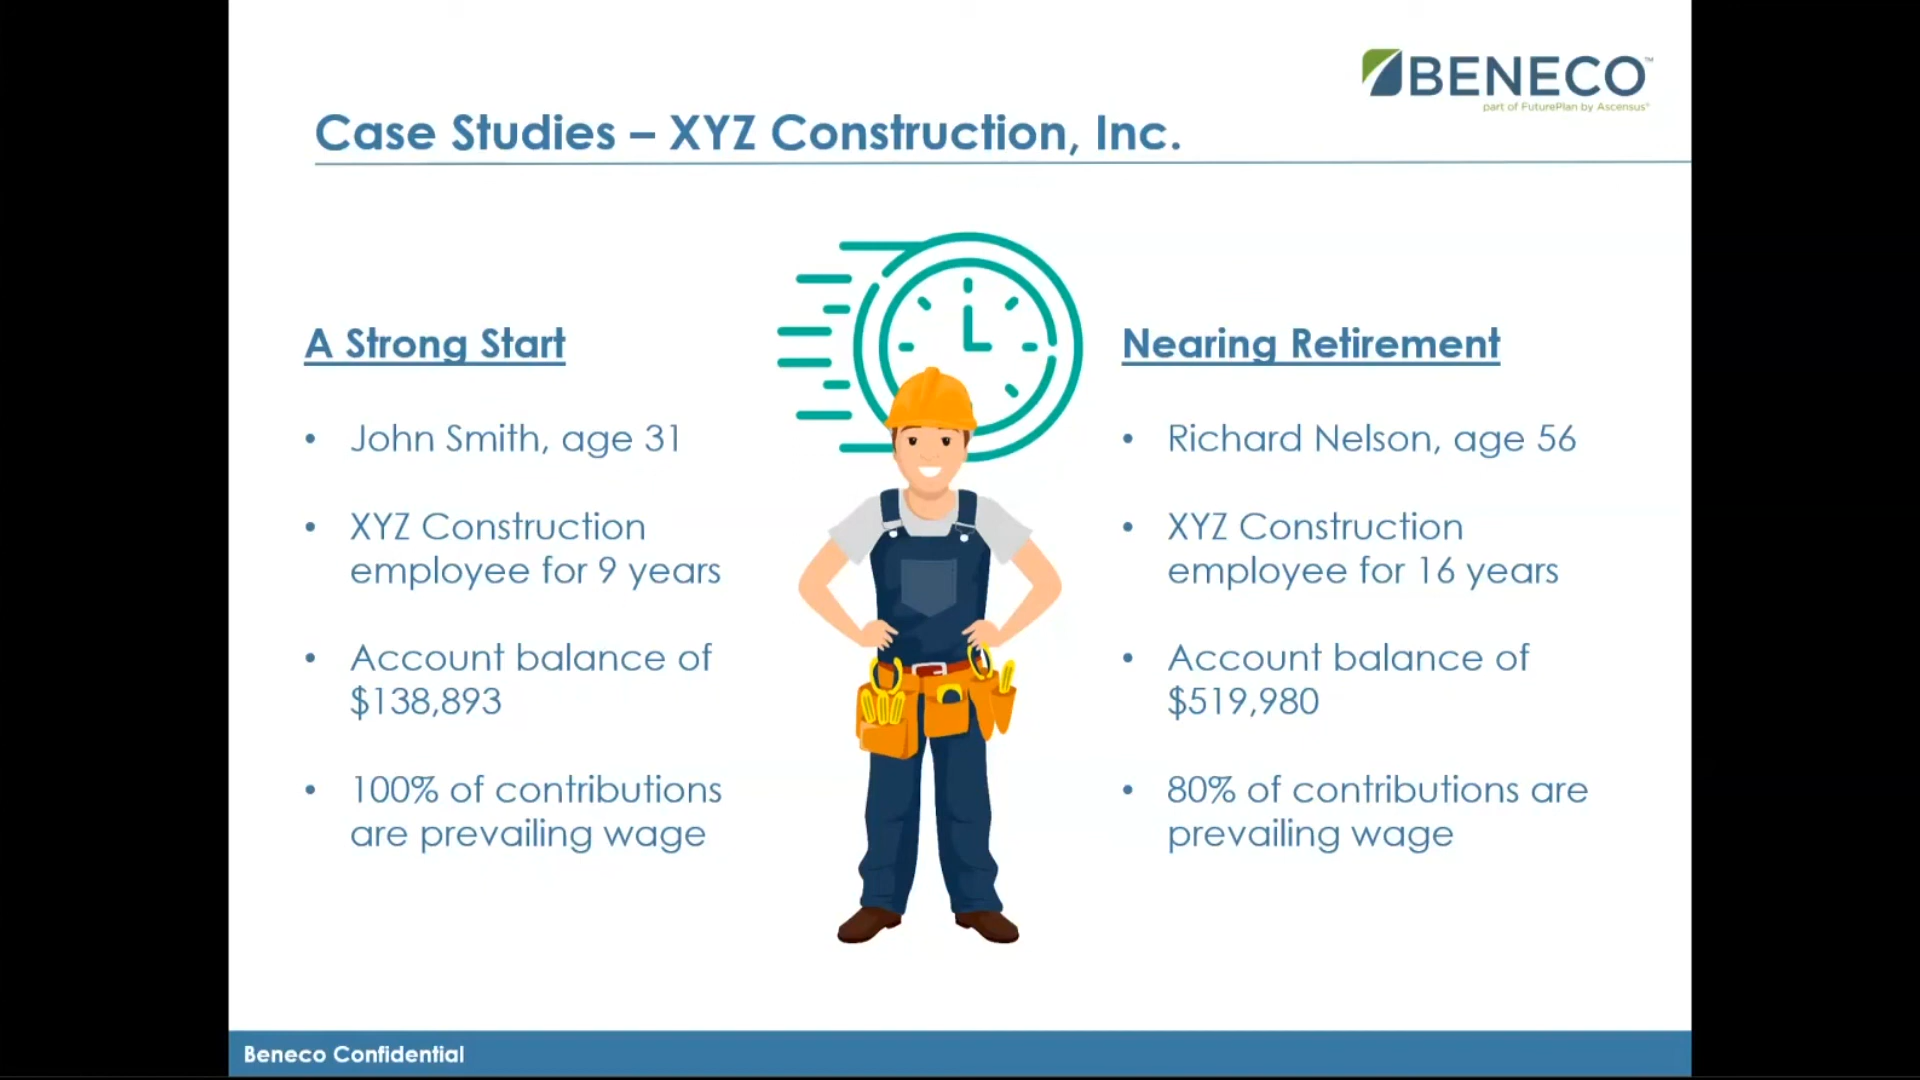 BENECO™
part of FuturePlan by Ascensus®
Case Studies – XYZ Construction, Inc.
A Strong Start
• John Smith, age 31
• XYZ Construction
employee for 9 years
• Account balance of
$138,893
• 100% of contributions
are prevailing wage
Nearing Retirement
• Richard Nelson, age 56
• XYZ Construction
employee for 16 years
• Account balance of
$519,980
• 80% of contributions are
prevailing wage
Beneco Confidential